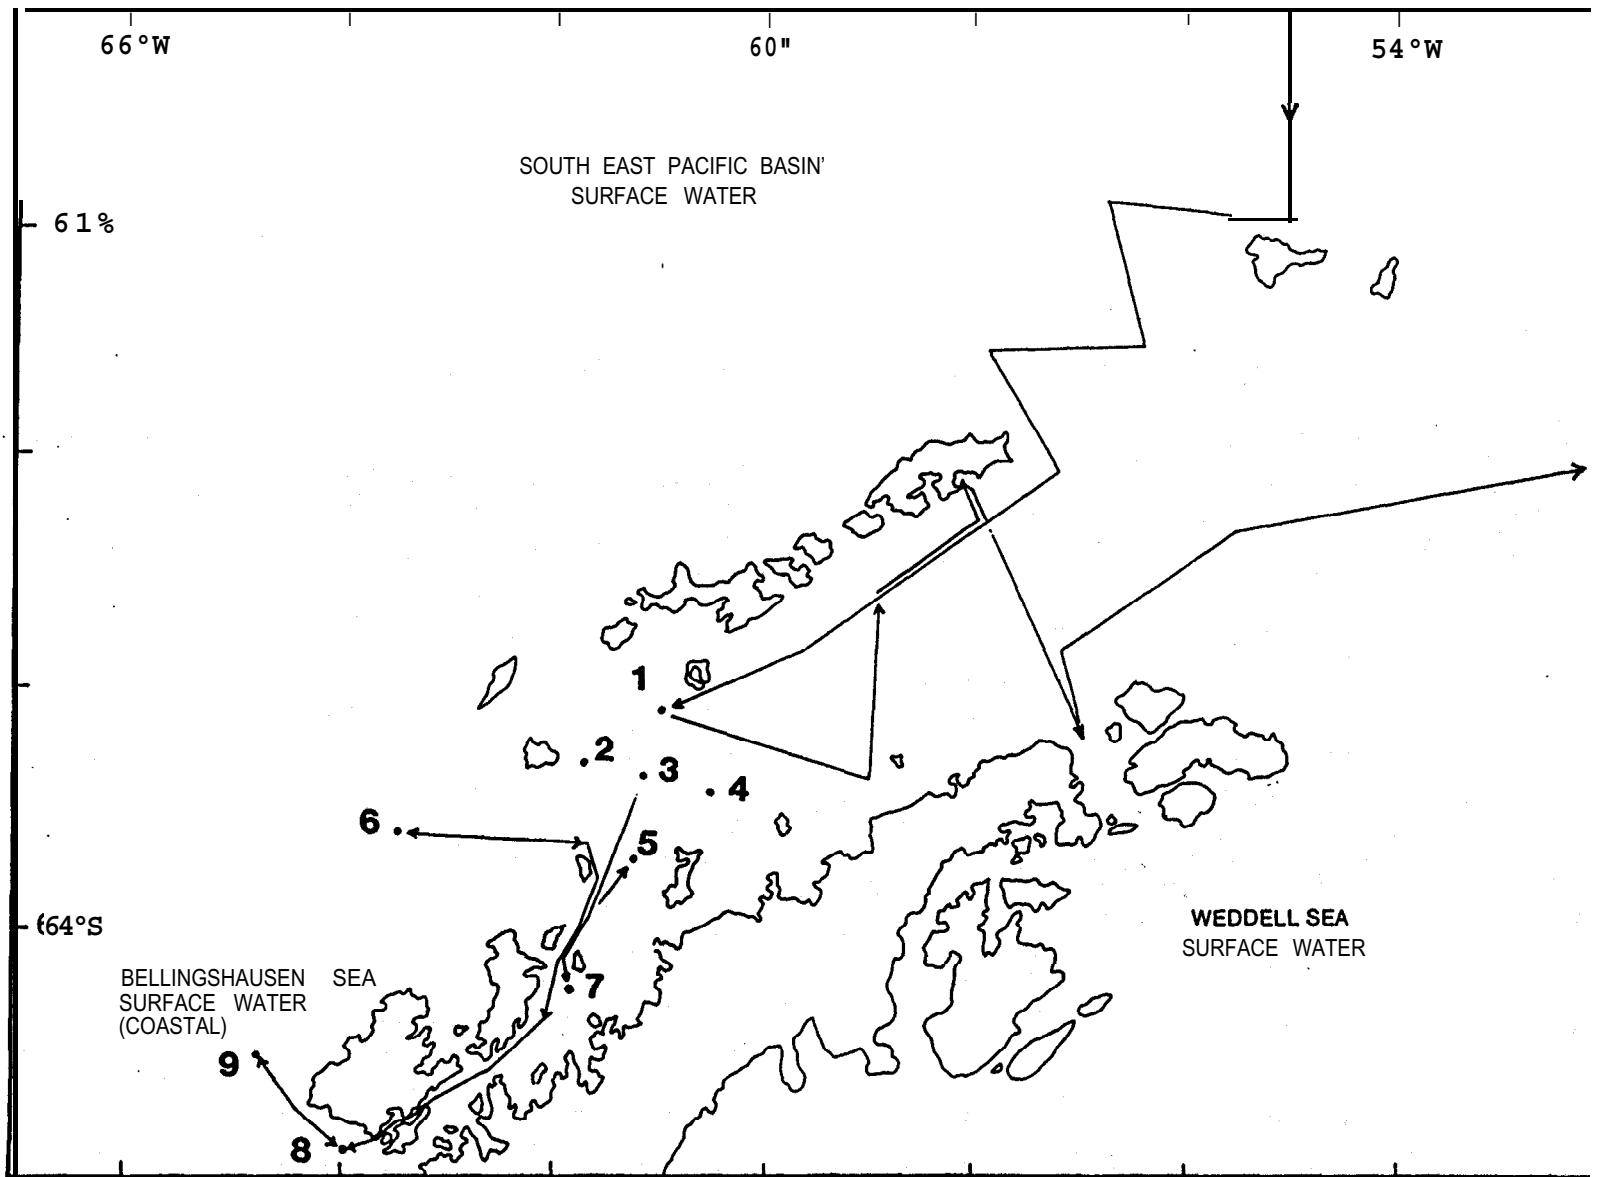 66°W
60"
54°W
SOUTH EAST PACIFIC BASIN'
SURFACE WATER
61%
1
2
3
4
6
5
64°S
WEDDELL SEA
SURFACE WATER
BELLINGSHAUSEN SEA
SURFACE WATER
(COASTAL)
7
9
8